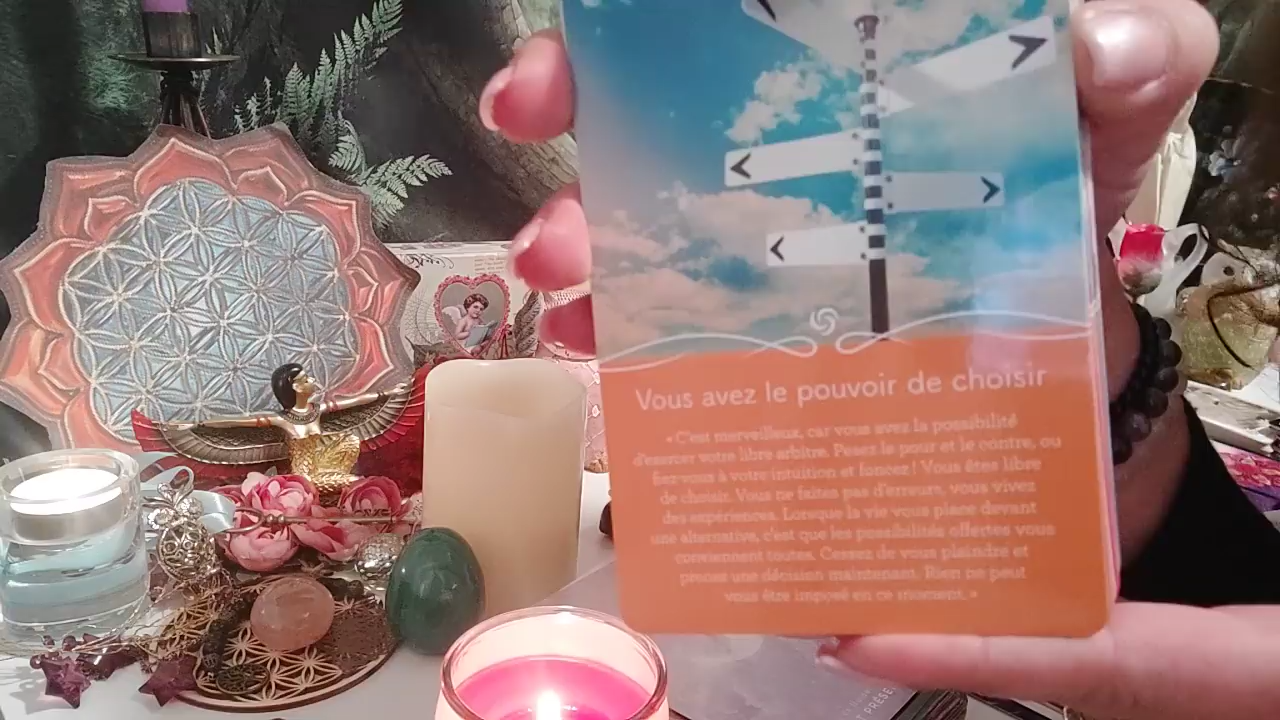 Vous avez le pouvoir de choisir
« C'est merveilleux, car vous avez la possibilité
d'exercer votre libre arbitre. Pesez le pour et le contre, ou
fiez-vous à votre intuition et foncez ! Vous êtes libre
de choisir. Vous ne faites pas d'erreurs, vous vivez
des expériences. Lorsque la vie vous place devant
une alternative, c'est que les possibilités offertes vous
conviennent toutes. Cessez de vous plaindre et
prenez une décision maintenant. Rien ne peut
vous être imposé en ce moment. »